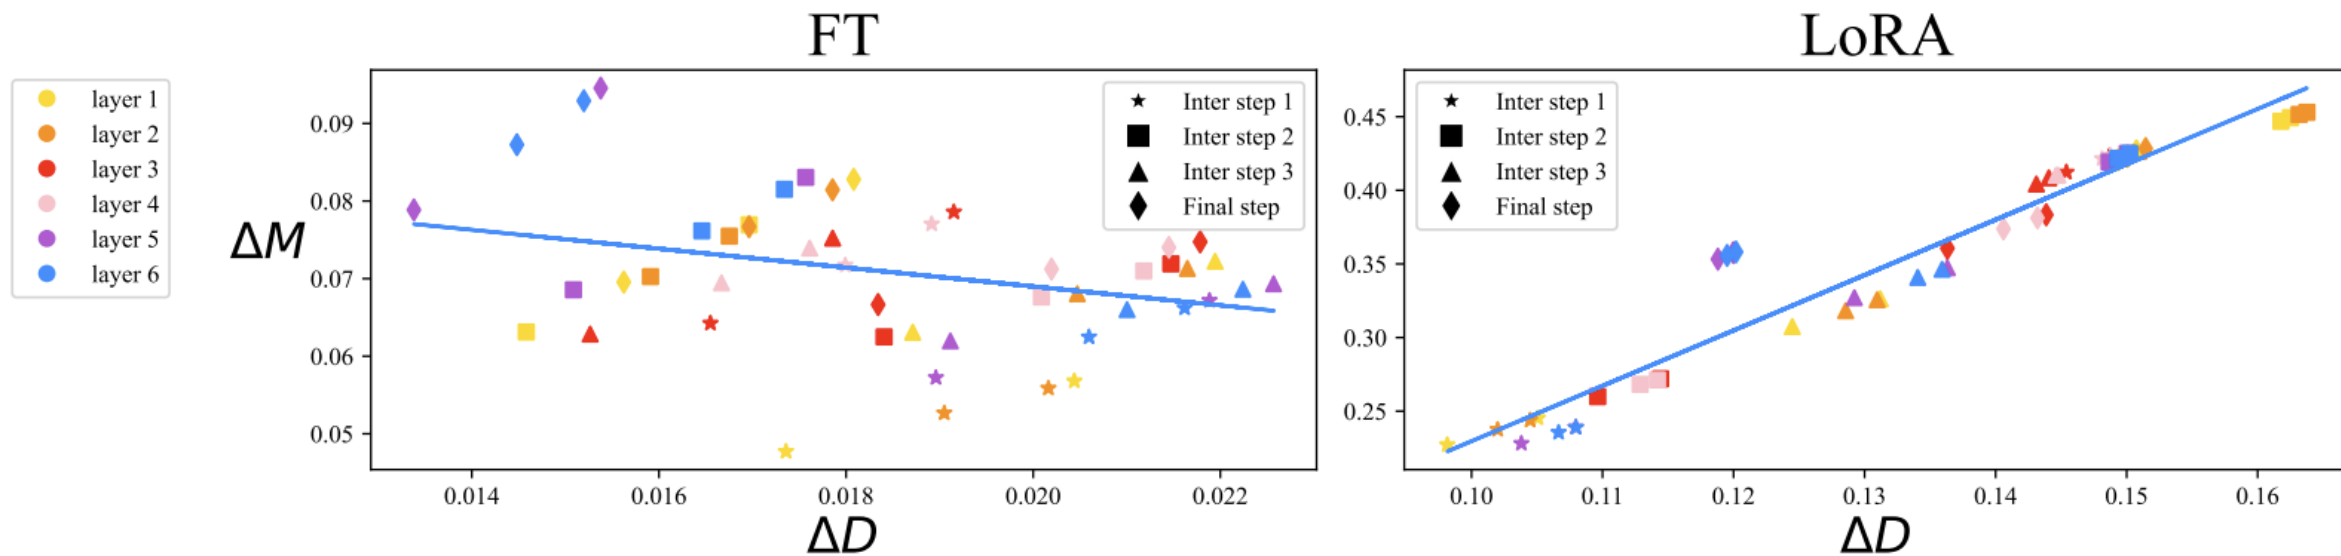 FT
layer 1
layer 2
layer 3
layer 4
layer 5
layer 6
ΔM
0.09
0.08
0.07
0.06
0.05
Inter step 1
Inter step 2
Inter step 3
Final step
0.014 0.016 0.018 0.020 0.022
ΔD
LoRA
Inter step 1
Inter step 2
Inter step 3
Final step
0.45
0.40
0.35
0.30
0.25
0.10 0.11 0.12 0.13 0.14 0.15 0.16
ΔD